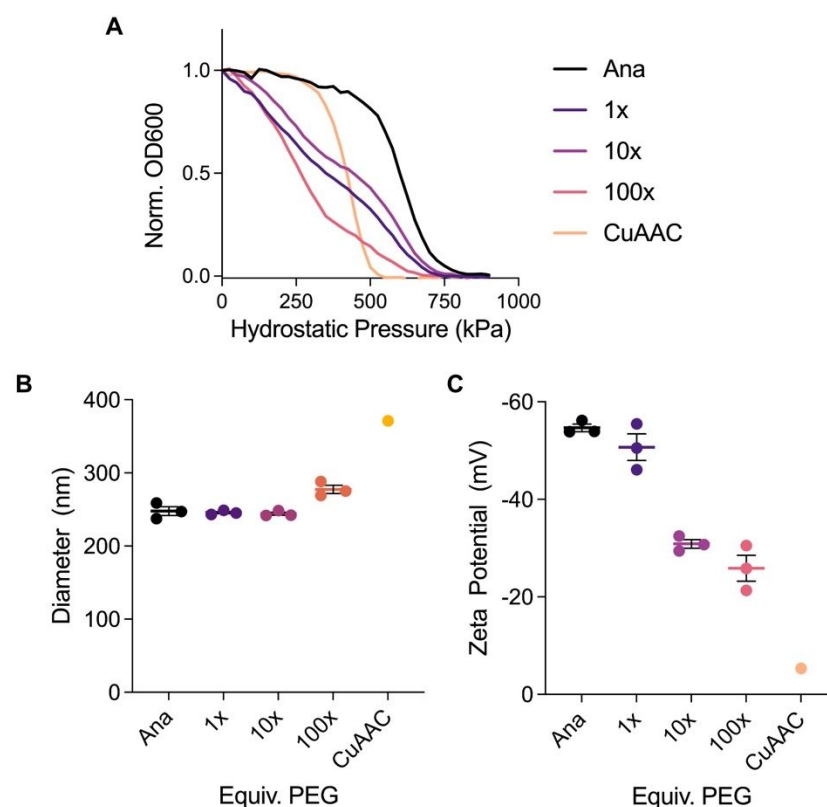 A
Norm. OD600
1.0
0.5
0.0
0 250 500 750 1000
Hydrostatic Pressure (kPa)
Ana
1x
10x
100x
CuAAC
B
Diameter (nm)
400
300
200
100
0
Ana 1x 10x 100x CuAAC
Equiv. PEG
C
Zeta Potential (mV)
-60
-40
-20
0
Ana 1x 10x 100x CuAAC
Equiv. PEG